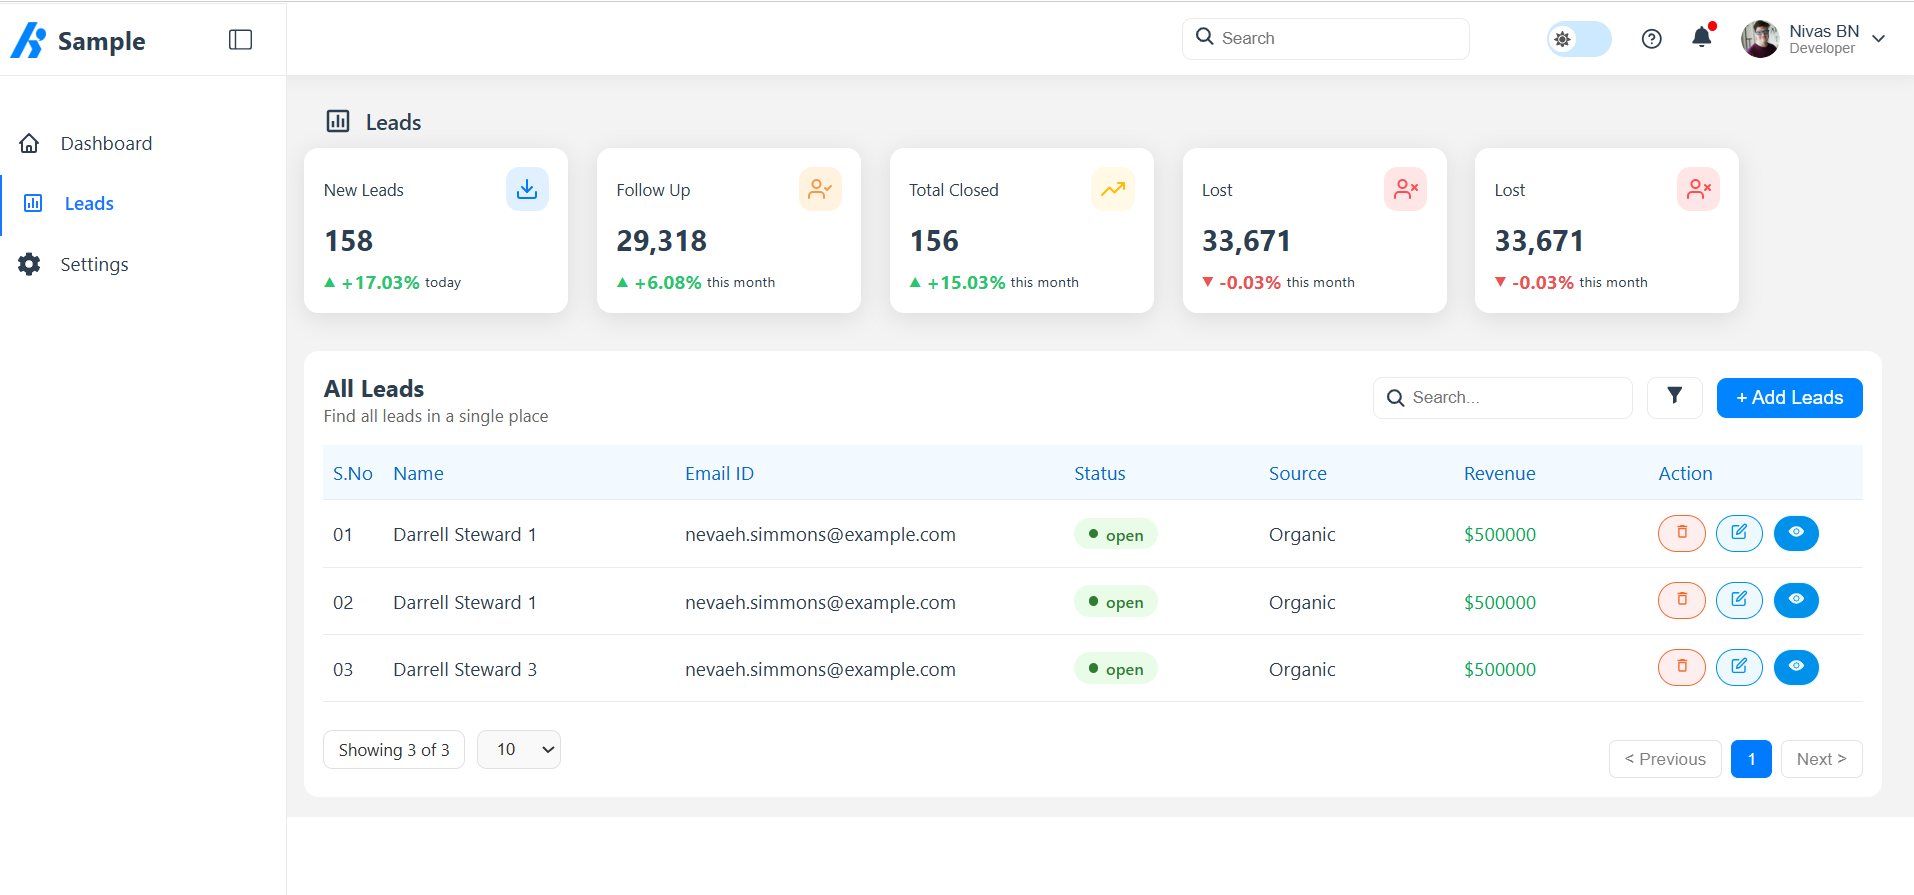 Sample
Search
Nivas BN
Developer
Dashboard
Leads
Settings
Leads
New Leads
158
+17.03% today
Follow Up
29,318
+6.08% this month
Total Closed
156
+15.03% this month
Lost
33,671
-0.03% this month
Lost
33,671
-0.03% this month
All Leads
Find all leads in a single place
Search...
+ Add Leads
S.No Name Email ID Status Source Revenue Action
01 Darrell Steward 1 nevaeh.simmons@example.com open Organic $500000
02 Darrell Steward 1 nevaeh.simmons@example.com open Organic $500000
03 Darrell Steward 3 nevaeh.simmons@example.com open Organic $500000
Showing 3 of 3
10
< Previous 1 Next >